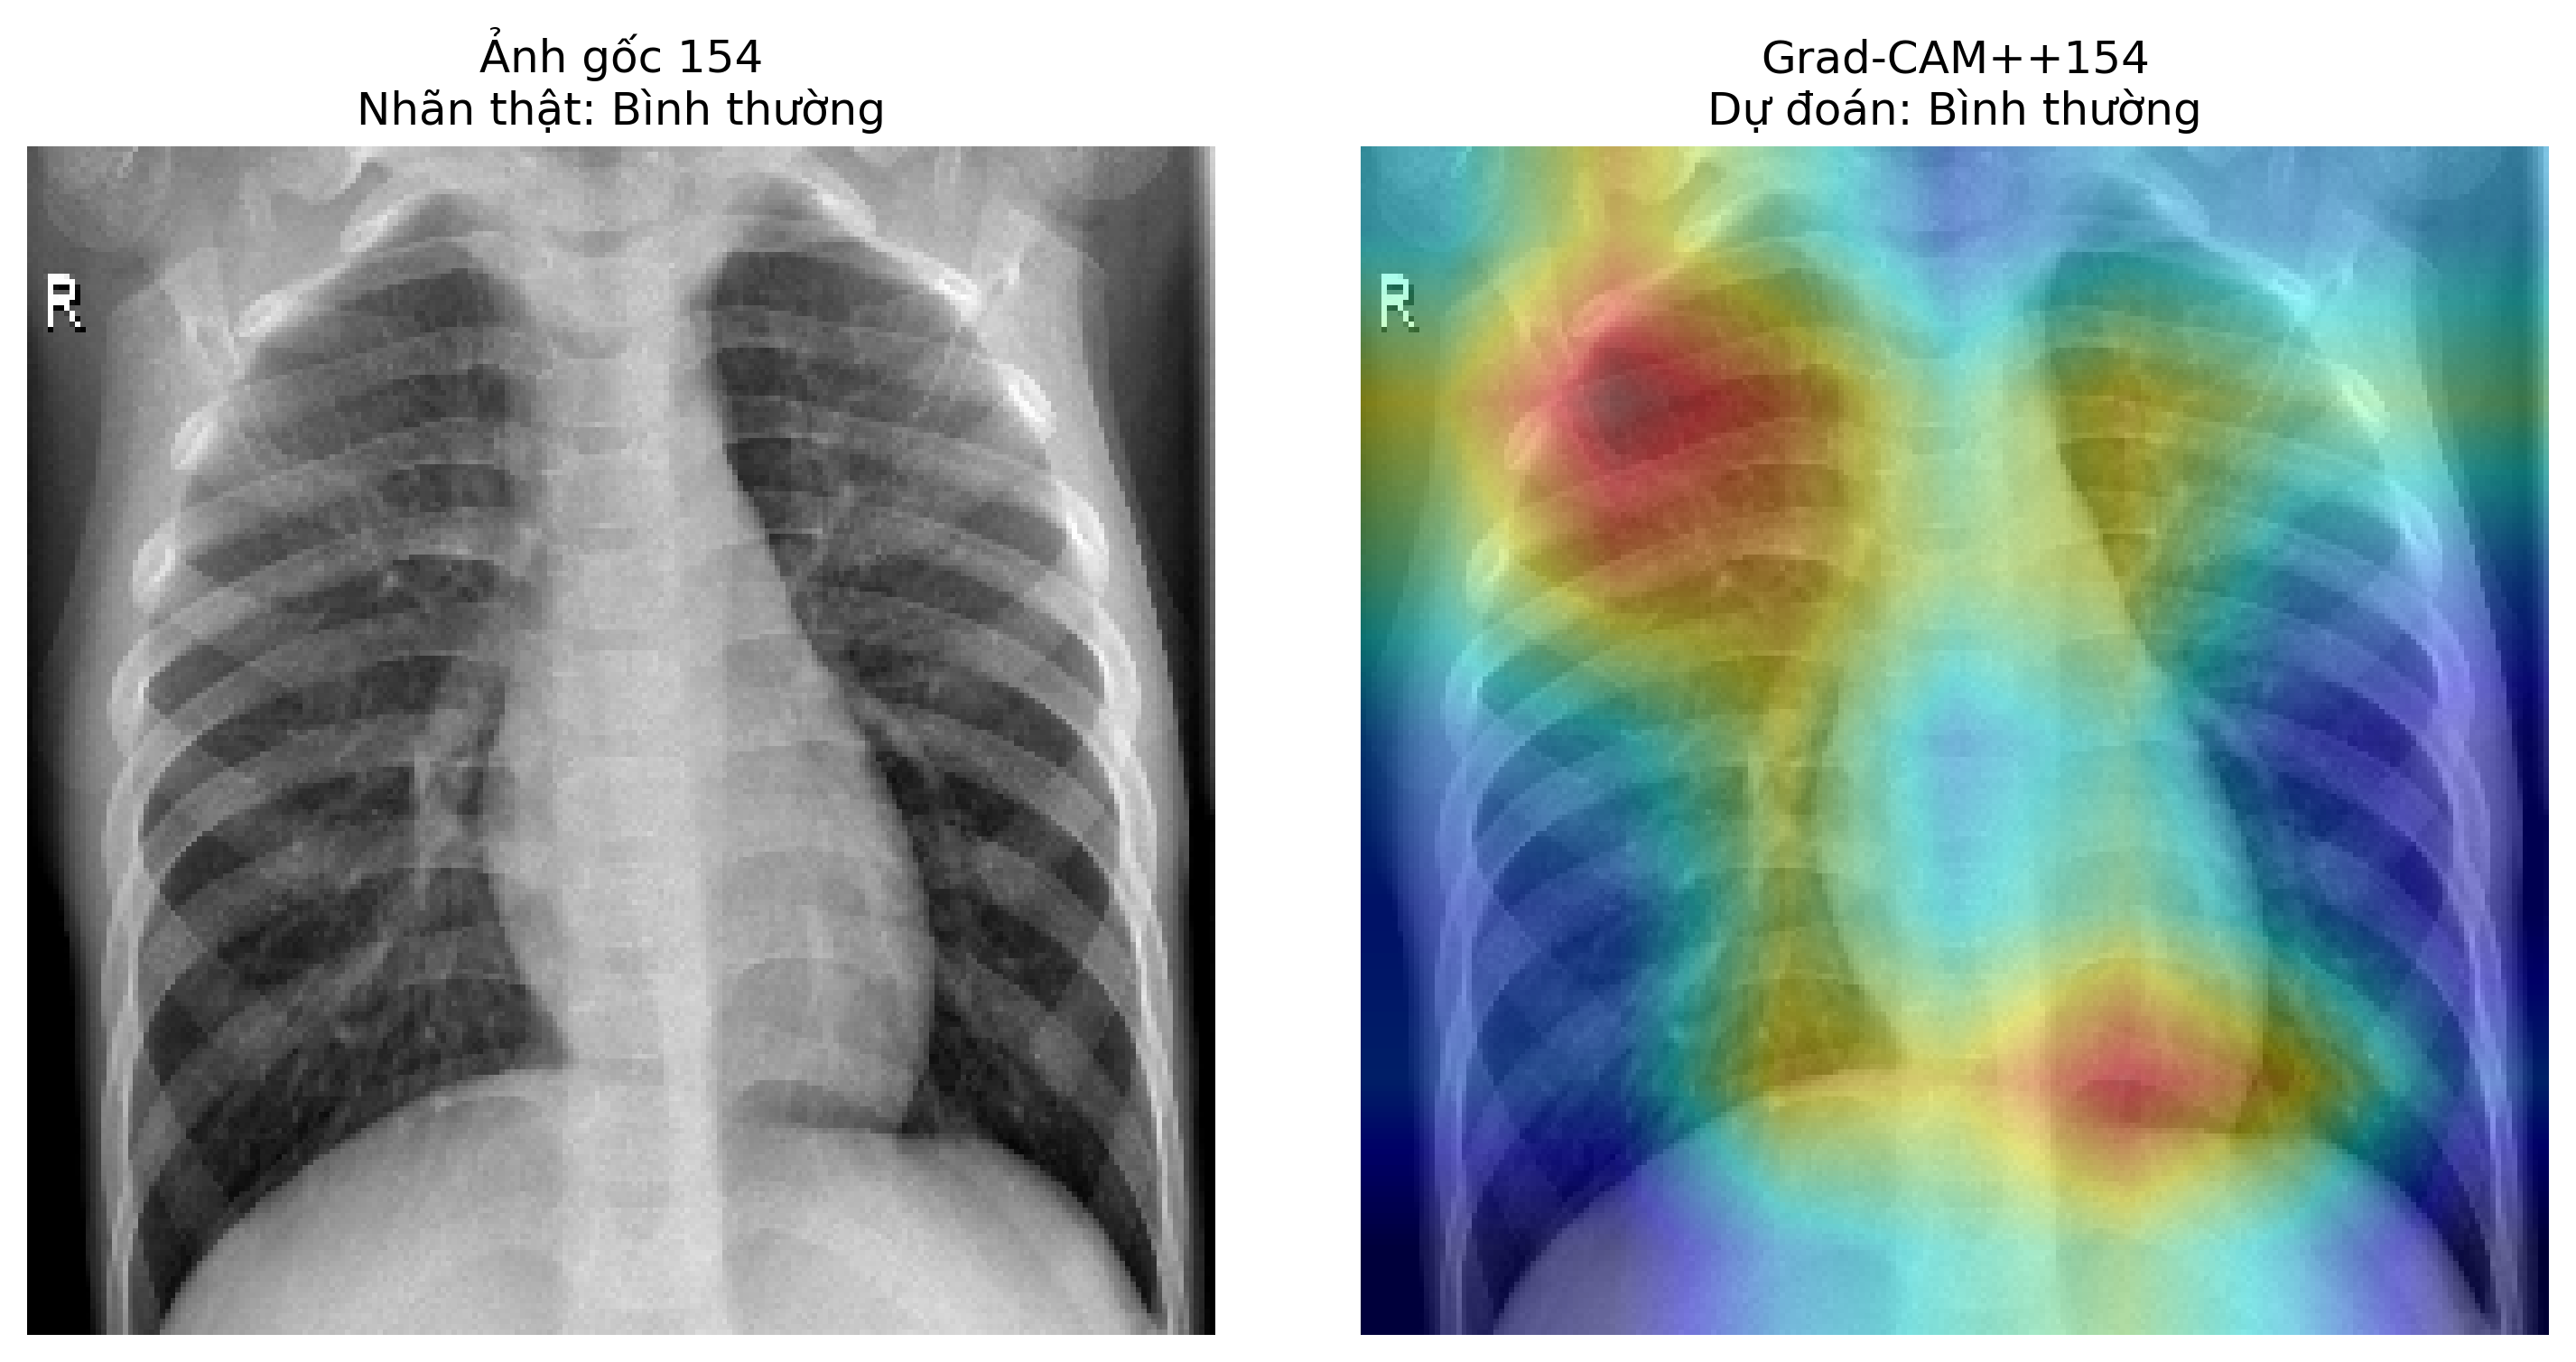 Ảnh gốc 154
Nhãn thật: Bình thường
Grad-CAM++154
Dự đoán: Bình thường
R
R